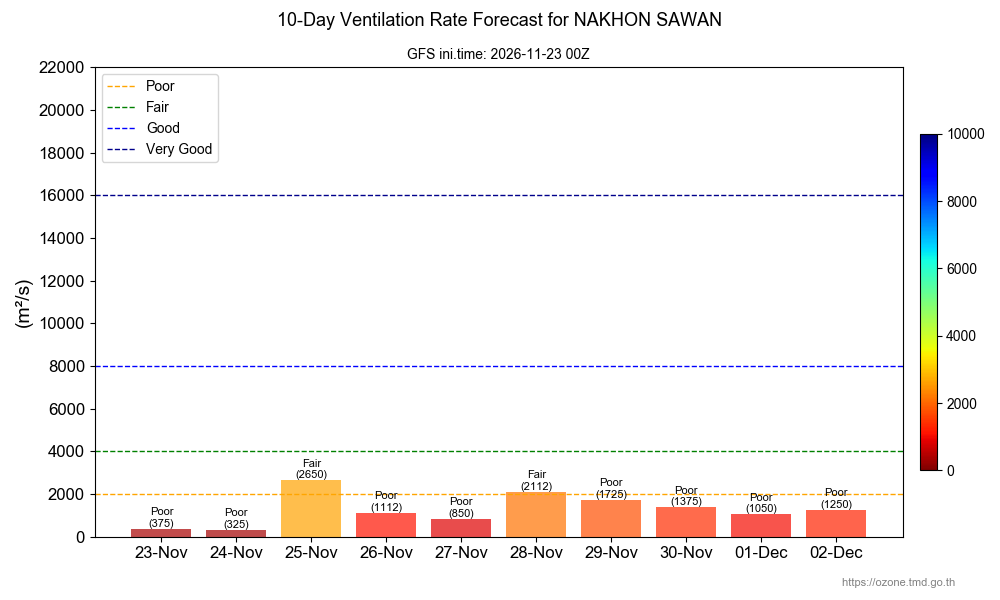 10-Day Ventilation Rate Forecast for NAKHON SAWAN
GFS ini.time: 2026-11-23 00Z
(m²/s)
22000
20000
18000
16000
14000
12000
10000
8000
6000
4000
2000
0
Poor
Fair
Good
Very Good
Poor
(375)
Poor
(325)
Fair
(2650)
Poor
(1112)
Poor
(850)
Fair
(2112)
Poor
(1725)
Poor
(1375)
Poor
(1050)
Poor
(1250)
23-Nov
24-Nov
25-Nov
26-Nov
27-Nov
28-Nov
29-Nov
30-Nov
01-Dec
02-Dec
10000
8000
6000
4000
2000
0
https://ozone.tmd.go.th